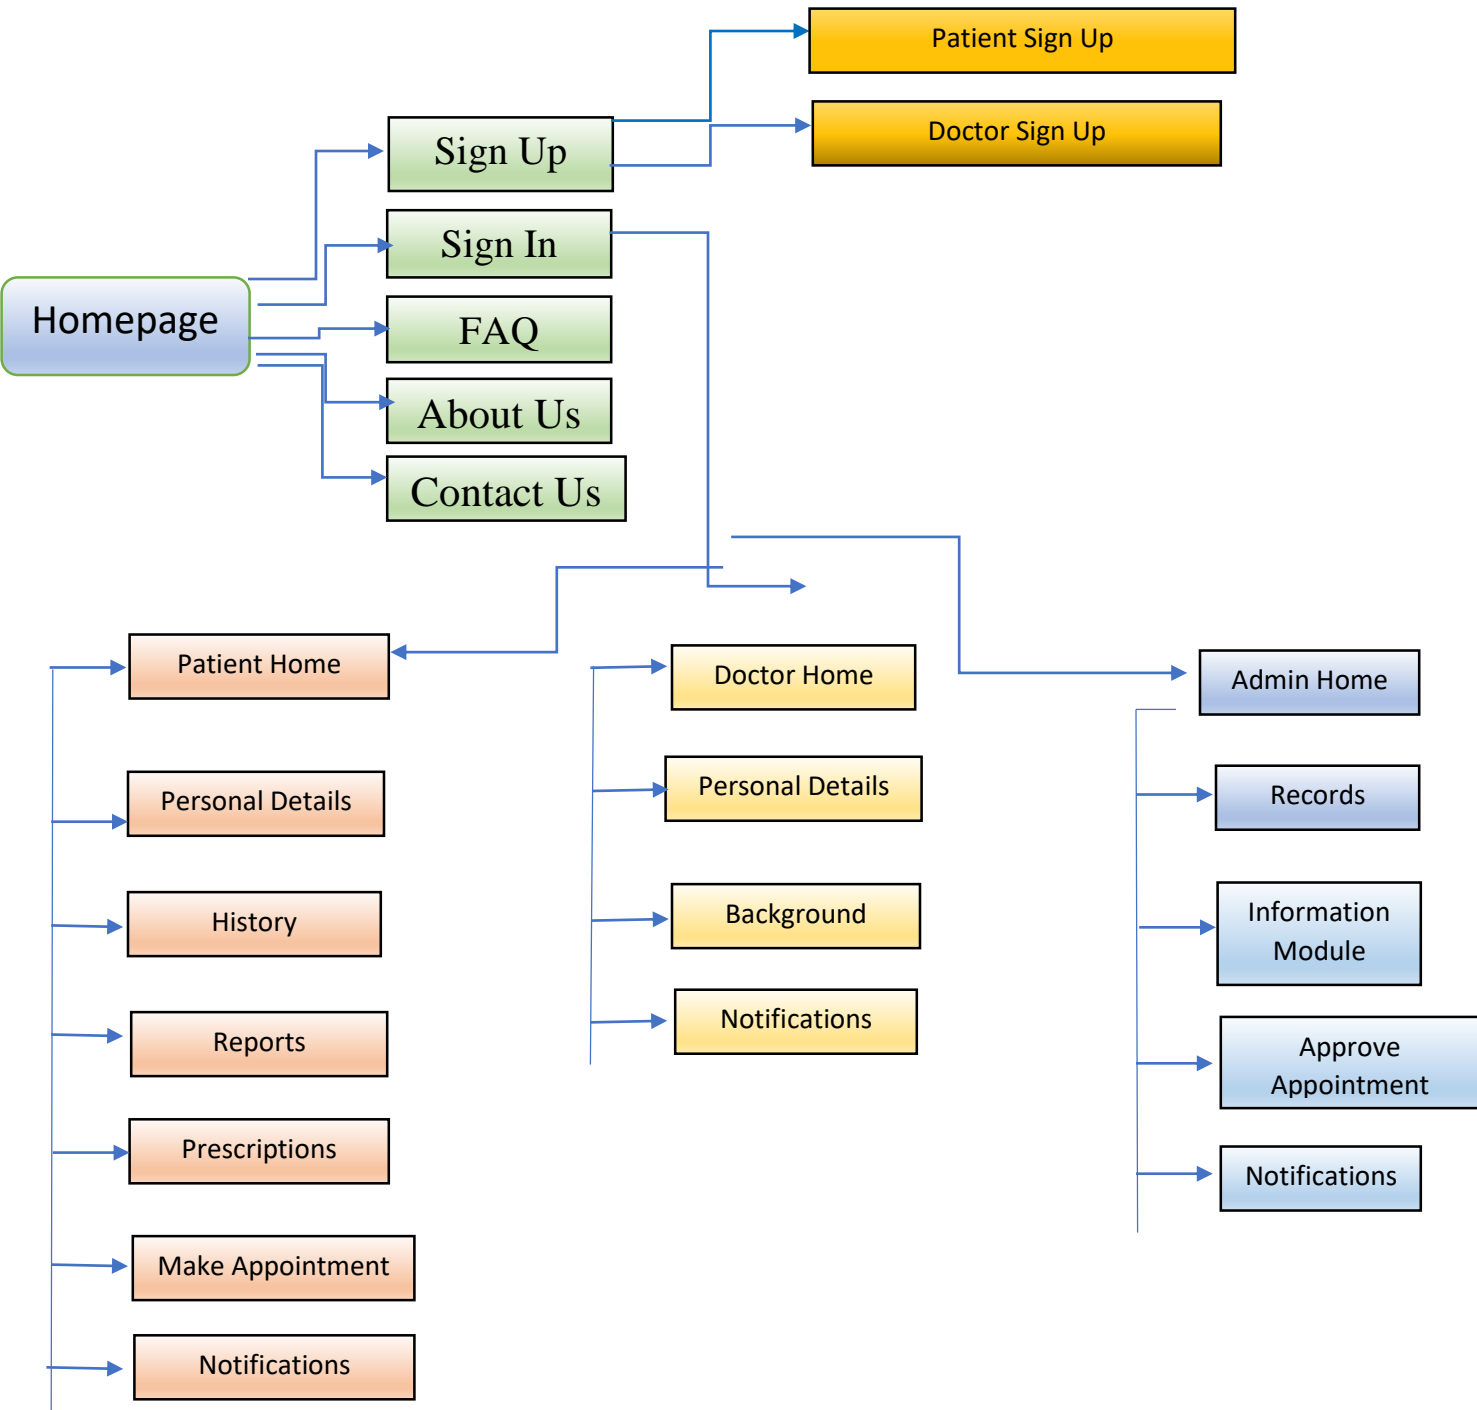 Patient Sign Up
Doctor Sign Up
Sign Up
Sign In
Homepage
FAQ
About Us
Contact Us
Patient Home
Personal Details
History
Reports
Prescriptions
Make Appointment
Notifications
Doctor Home
Personal Details
Background
Notifications
Admin Home
Records
Information
Module
Approve
Appointment
Notifications